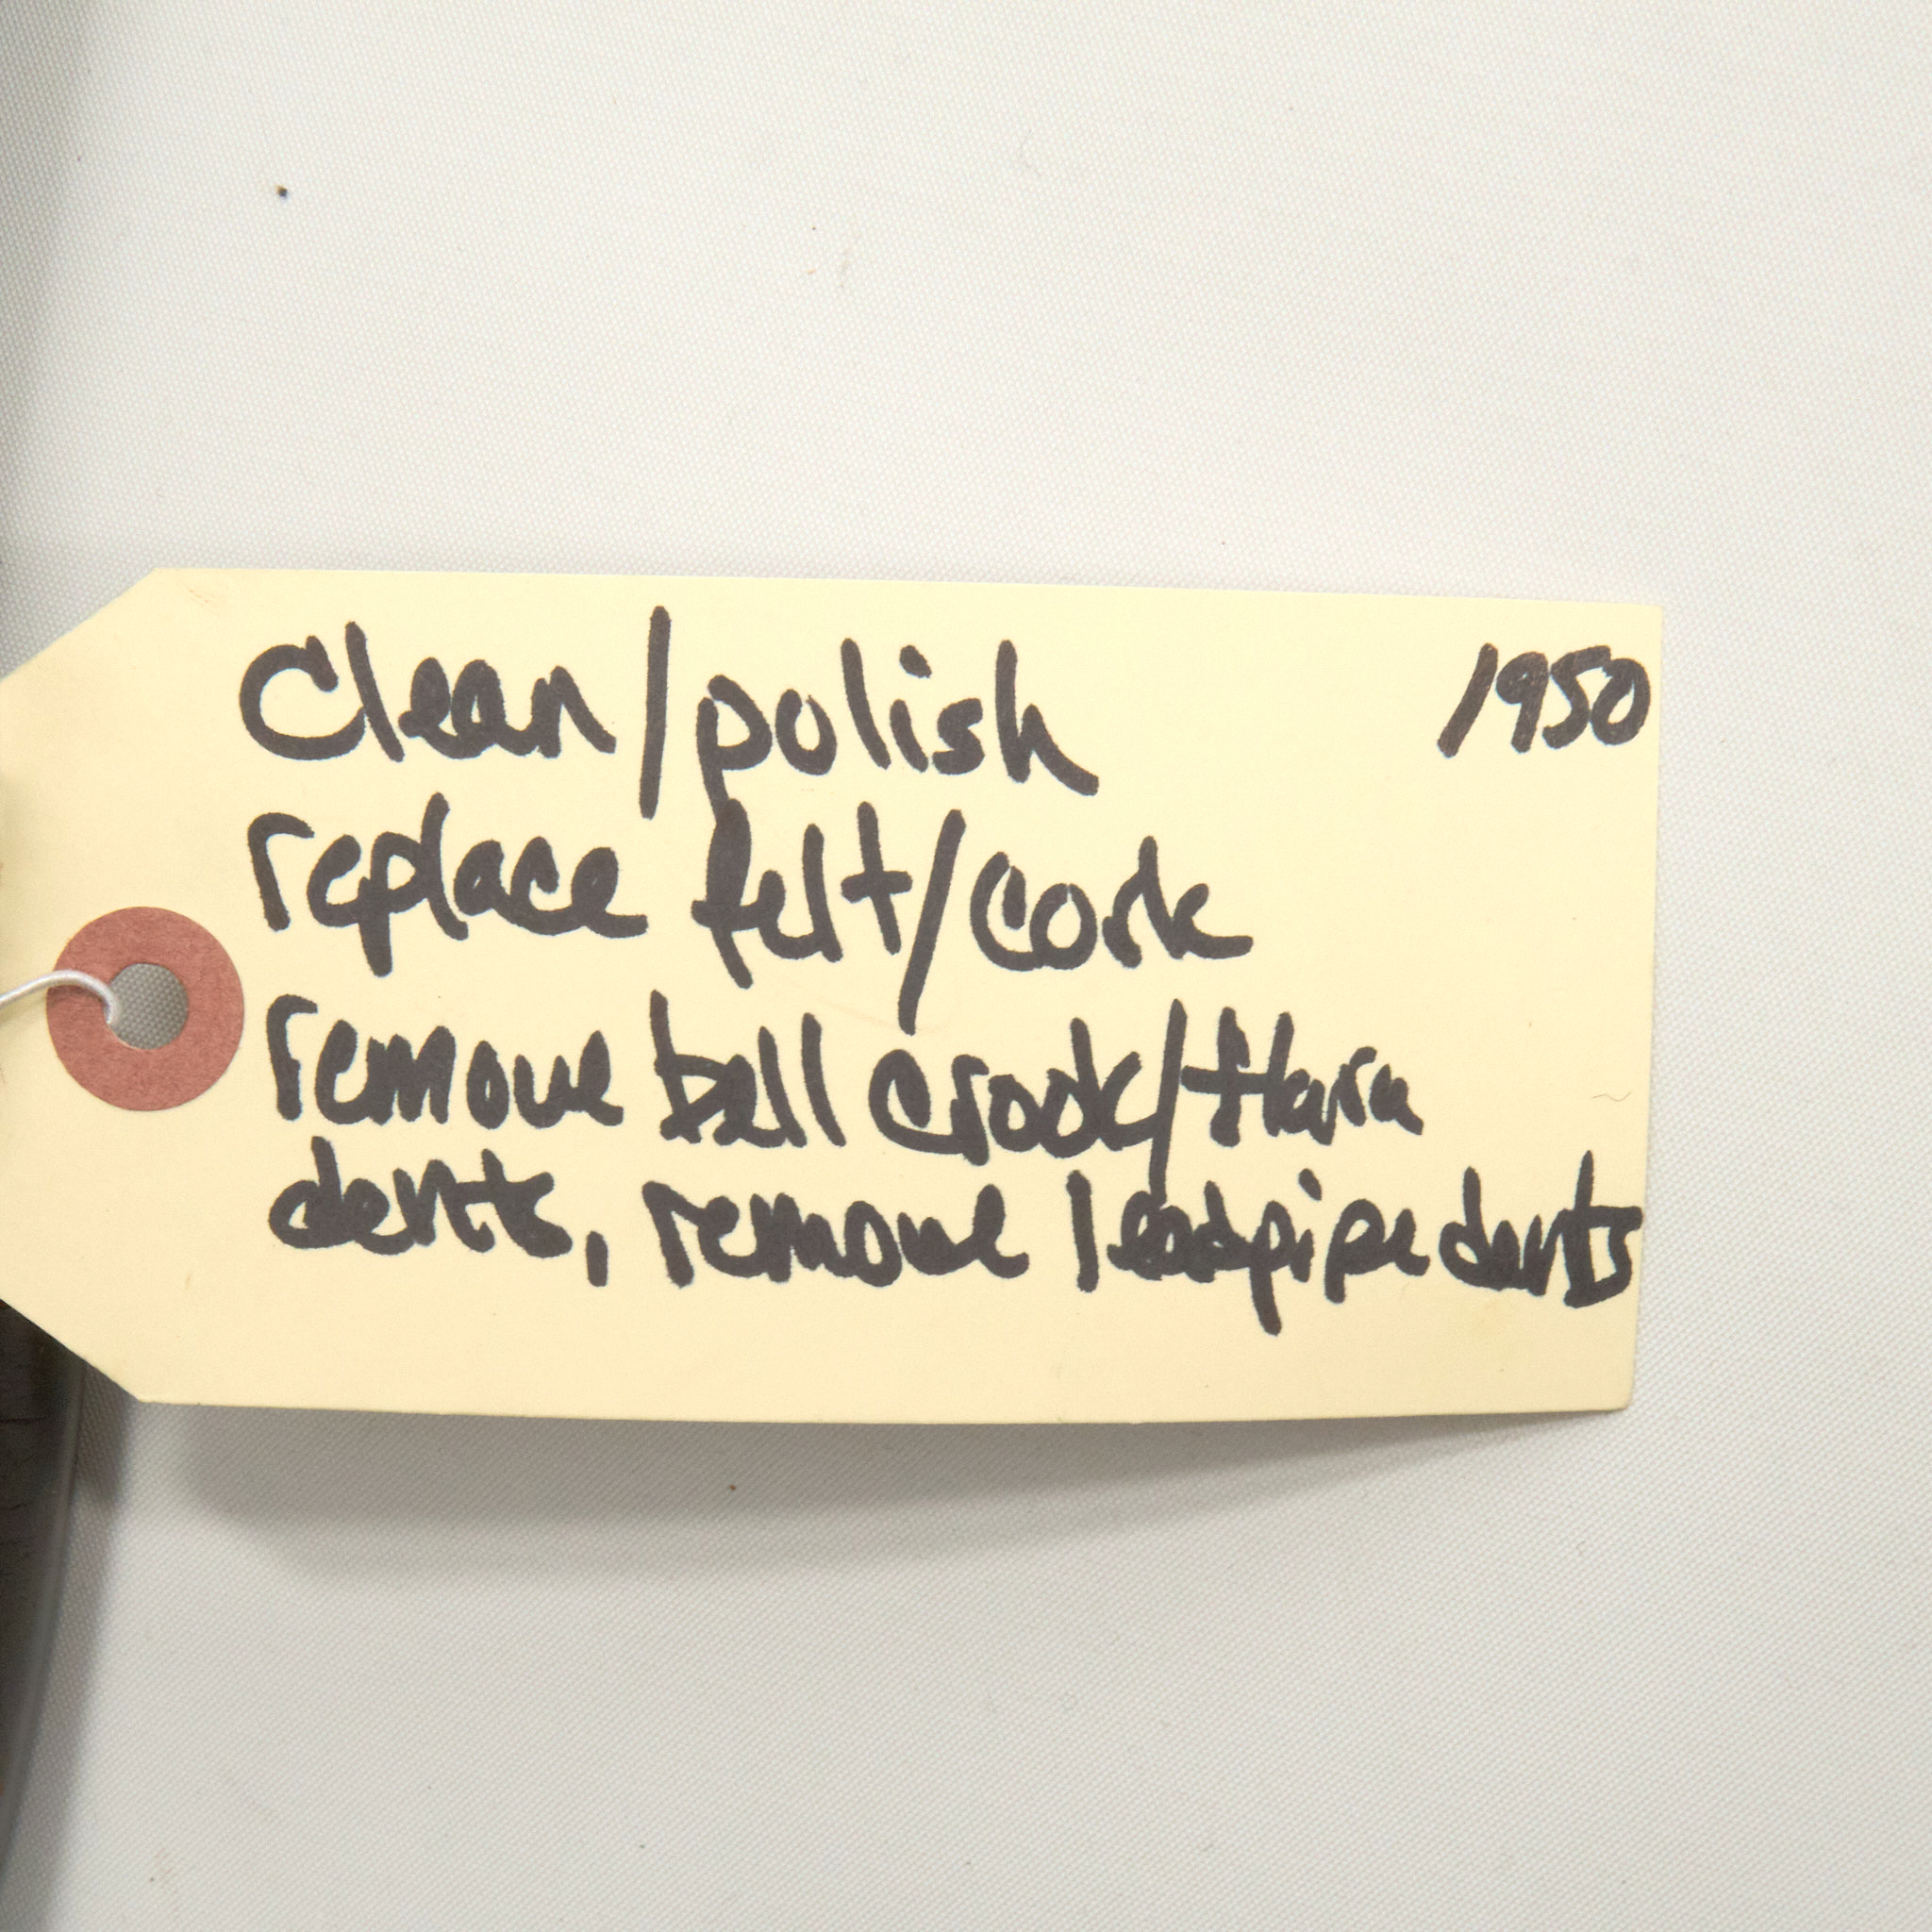 Clean/polish 1950
replace felt/cork
remove bell crook/flare
dents, remove leadpipe dents